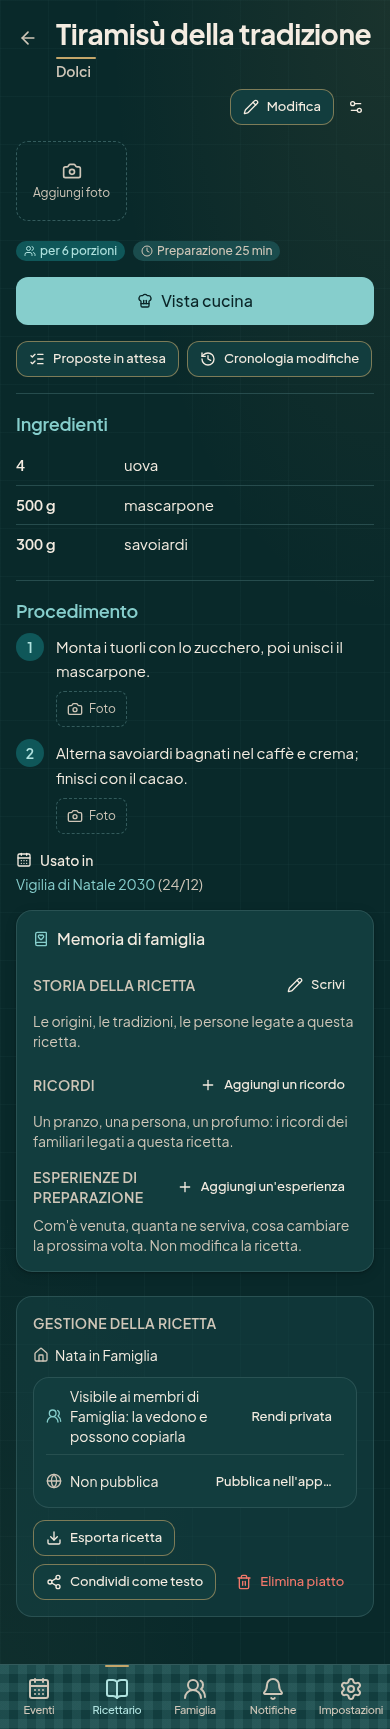 Tiramisù della tradizione
Dolci
Modifica
Aggiungi foto
per 6 porzioni
Preparazione 25 min
Vista cucina
Proposte in attesa
Cronologia modifiche
Ingredienti
4 uova
500 g mascarpone
300 g savoiardi
Procedimento
1 Monta i tuorli con lo zucchero, poi unisci il
mascarpone.
Foto
2 Alterna savoiardi bagnati nel caffè e crema;
finisci con il cacao.
Foto
Usato in
Vigilia di Natale 2030 (24/12)
Memoria di famiglia
STORIA DELLA RICETTA
Scrivi
Le origini, le tradizioni, le persone legate a questa
ricetta.
RICORDI
Aggiungi un ricordo
Un pranzo, una persona, un profumo: i ricordi dei
familiari legati a questa ricetta.
ESPERIENZE DI
PREPARAZIONE
Aggiungi un'esperienza
Com'è venuta, quanta ne serviva, cosa cambiare
la prossima volta. Non modifica la ricetta.
GESTIONE DELLA RICETTA
Nata in Famiglia
Visibile ai membri di
Famiglia: la vedono e
possono copiarla
Rendi privata
Non pubblica
Pubblica nell'app…
Esporta ricetta
Condividi come testo
Elimina piatto
Eventi
Ricettario
Famiglia
Notifiche
Impostazioni